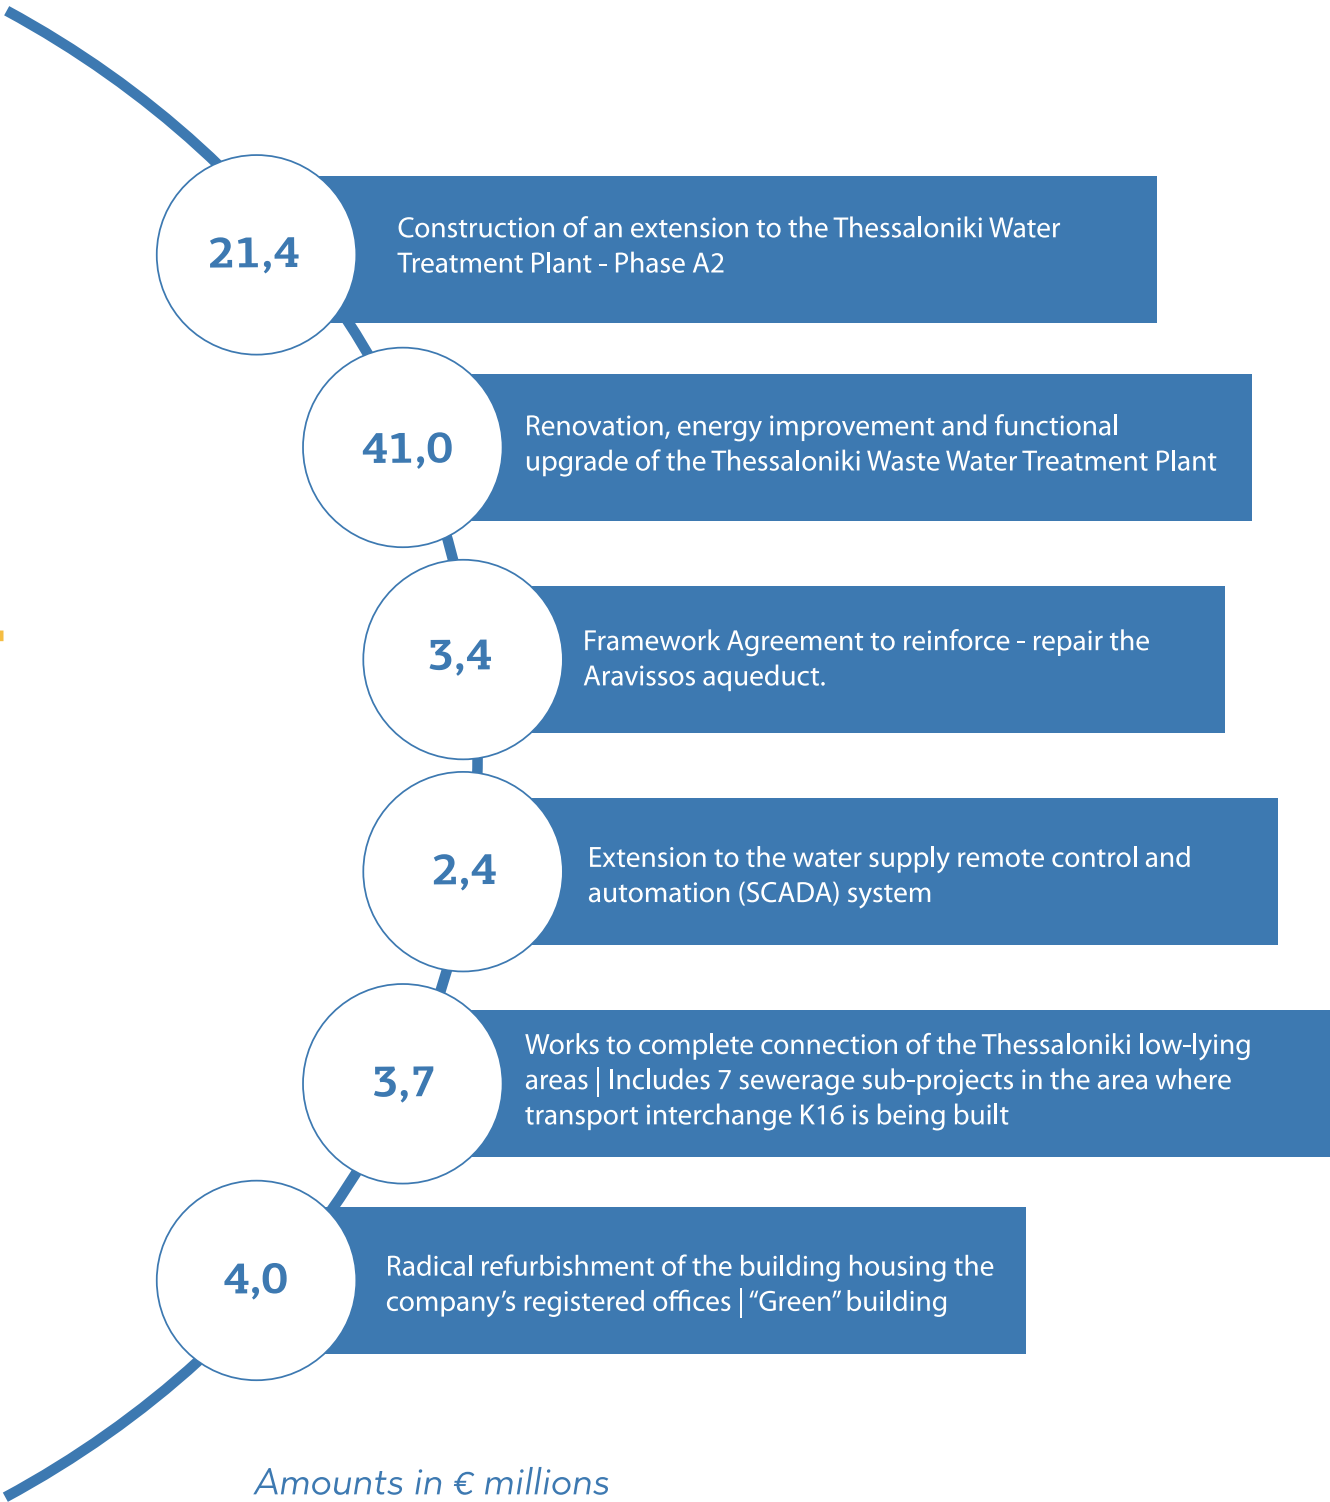 21,4
Construction of an extension to the Thessaloniki Water
Treatment Plant - Phase A2
41,0
Renovation, energy improvement and functional
upgrade of the Thessaloniki Waste Water Treatment Plant
3,4
Framework Agreement to reinforce - repair the
Aravissos aqueduct.
2,4
Extension to the water supply remote control and
automation (SCADA) system
3,7
Works to complete connection of the Thessaloniki low-lying
areas | Includes 7 sewerage sub-projects in the area where
transport interchange K16 is being built
4,0
Radical refurbishment of the building housing the
company’s registered offices | “Green” building
Amounts in € millions